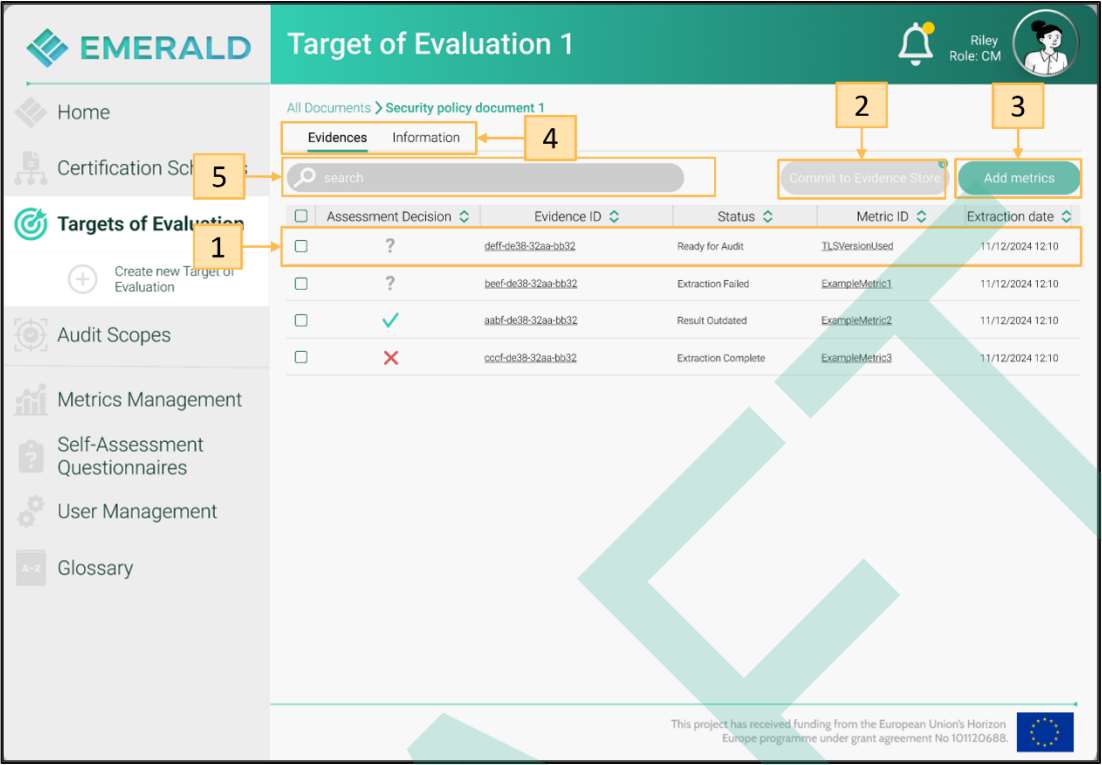 EMERALD
Target of Evaluation 1
Riley
Role: CM
Home
Certification Sch
Targets of Evaluation
Create new Target of
Evaluation
Audit Scopes
Metrics Management
Self-Assessment
Questionnaires
User Management
A-Z
Glossary
All Documents > Security policy document 1
2
3
Evidences Information
4
5
search
Commit to Evidence Store
Add metrics
Assessment Decision Evidence ID Status Metric ID Extraction date
1
? deff-de38-32aa-bb32 Ready for Audit TLSVersionUsed 11/12/2024 12:10
? beef-de38-32aa-bb32 Extraction Failed ExampleMetric1 11/12/2024 12:10
aabf-de38-32aa-bb32 Result Outdated ExampleMetric2 11/12/2024 12:10
cccf-de38-32aa-bb32 Extraction Complete ExampleMetric3 11/12/2024 12:10
This project has received funding from the European Union's Horizon
Europe programme under grant agreement No 101120688.